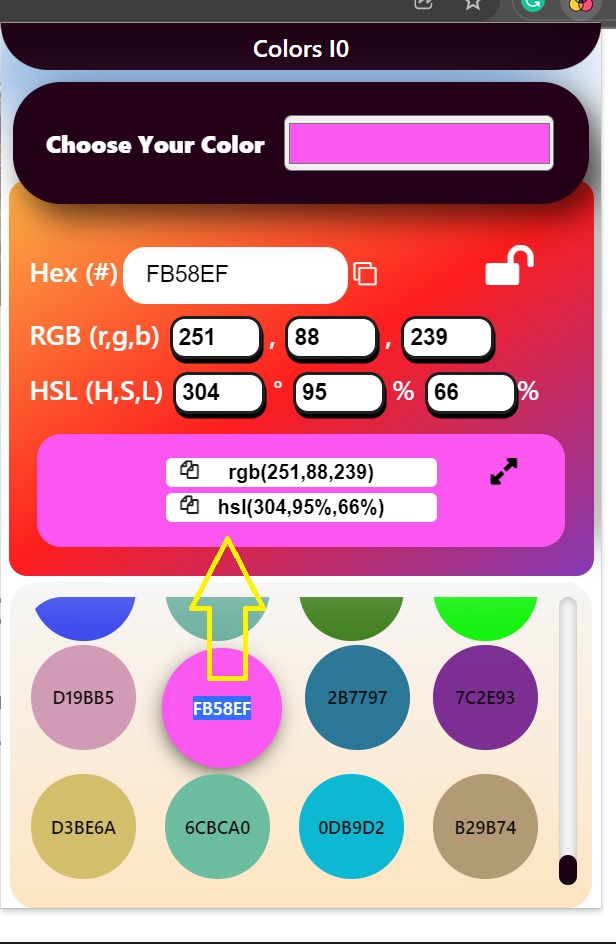 Colors I0
Choose Your Color
Hex (#) FB58EF
RGB (r,g,b) 251 , 88 , 239
HSL (H,S,L) 304 ° 95 % 66 %
rgb(251,88,239)
hsl(304,95%,66%)
D19BB5 FB58EF 2B7797 7C2E93
D3BE6A 6CBCA0 0DB9D2 B29B74